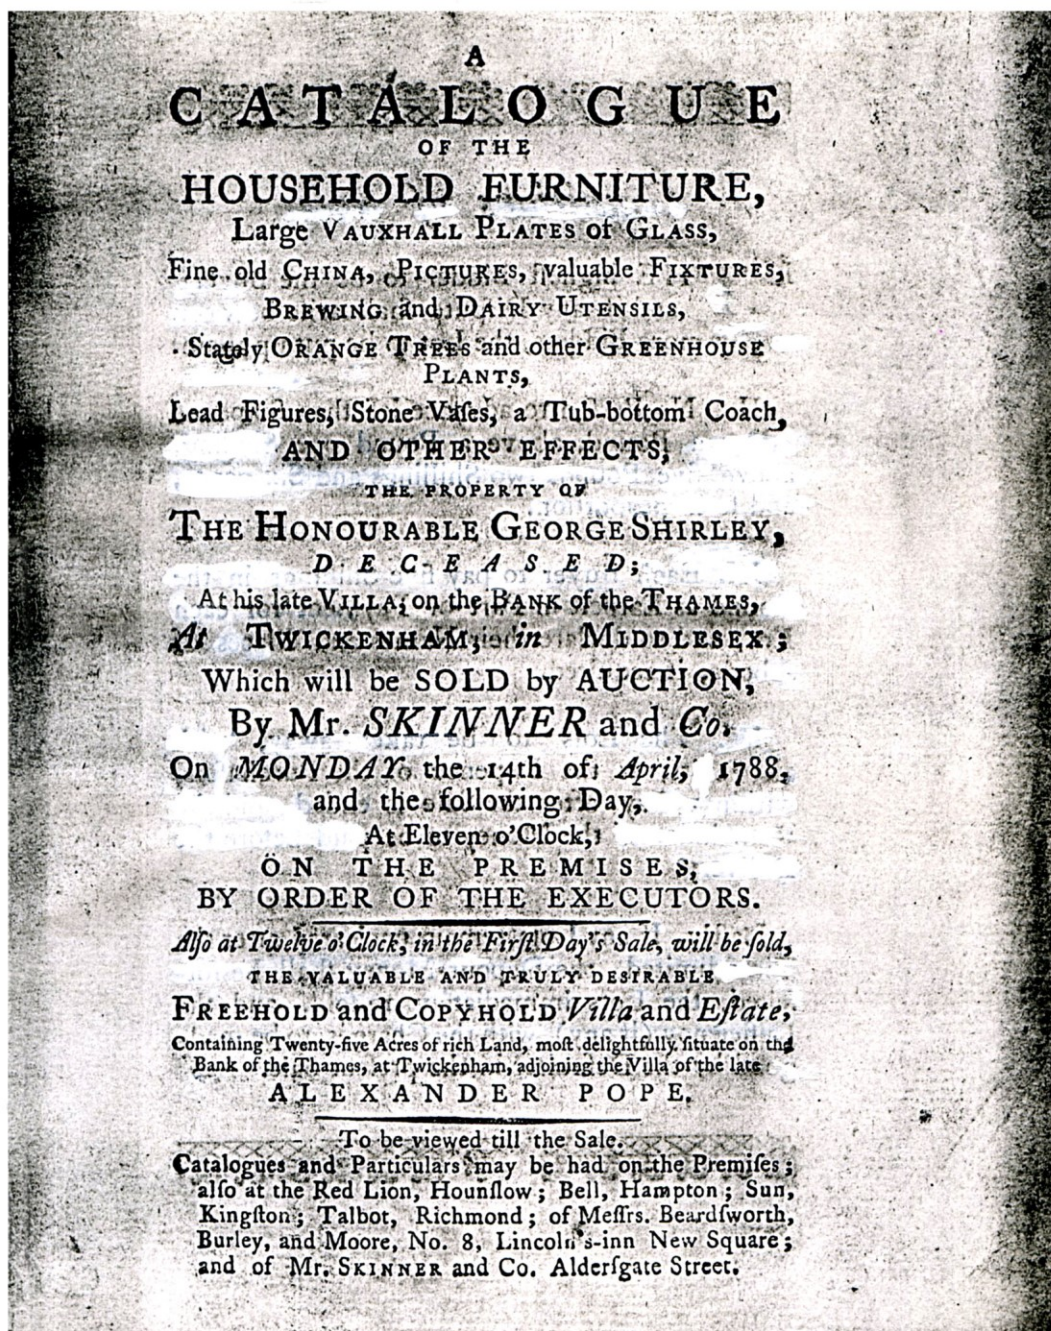 A
CATALOGUE
OF THE
HOUSEHOLD FURNITURE,
Large VAUXHALL PLATES of GLASS,
Fine old CHINA, PICTURES, valuable FIXTURES,
BREWING and DAIRY UTENSILS,
Stately ORANGE TREES and other GREENHOUSE
PLANTS,
Lead Figures, Stone Vaſes, a Tub-bottom Coach,
AND OTHER EFFECTS,
THE PROPERTY OF
THE HONOURABLE GEORGE SHIRLEY,
DECEASED;
At his late VILLA, on the BANK of the THAMES,
At TWICKENHAM, in MIDDLESEX;
Which will be SOLD by AUCTION,
By Mr. SKINNER and Co.
On MONDAY the 14th of April, 1788,
and the following Day,
At Eleven o'Clock,
ON THE PREMISES,
BY ORDER OF THE EXECUTORS.
Alſo at Twelve o'Clock, in the Firſt Day's Sale, will be ſold,
THE VALUABLE AND TRULY DESIRABLE
FREEHOLD and COPYHOLD Villa and Eſtate,
Containing Twenty-five Acres of rich Land, moſt delightfully ſituate on the
Bank of the Thames, at Twickenham, adjoining the Villa of the late
ALEXANDER POPE.
To be viewed till the Sale.
Catalogues and Particulars may be had on the Premiſes;
alſo at the Red Lion, Hounſlow; Bell, Hampton; Sun,
Kingſton; Talbot, Richmond; of Meſſrs. Beardſworth,
Burley, and Moore, No. 8, Lincoln's-inn New Square;
and of Mr. SKINNER and Co. Alderſgate Street.